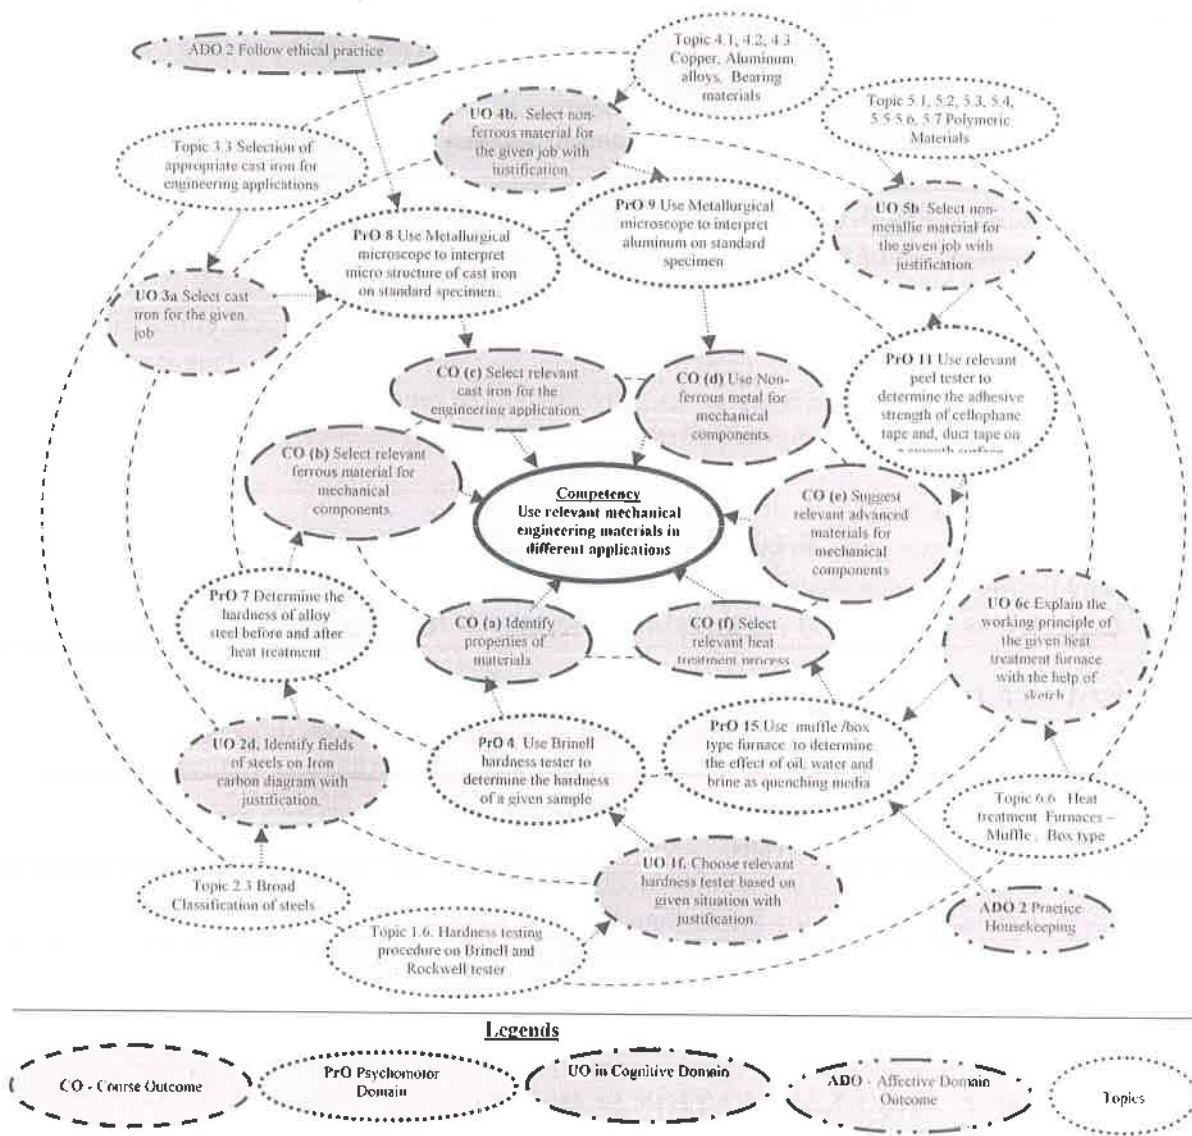 ADO 2 Follow ethical practice
Topic 4.1, 4.2, 4.3
Copper, Aluminum
alloys, Bearing
materials
Topic 5.1, 5.2, 5.3, 5.4,
5.5 5.6, 5.7 Polymeric
Materials
UO 4b. Select non-
ferrous material for
the given job with
justification.
Topic 3.3 Selection of
appropriate cast iron for
engineering applications
PrO 9 Use Metallurgical
microscope to interpret
aluminum on standard
specimen
UO 5b Select non-
metallic material for
the given job with
justification.
PrO 8 Use Metallurgical
microscope to interpret
micro structure of cast iron
on standard specimen.
UO 3a Select cast
iron for the given
job
PrO 11 Use relevant
peel tester to
determine the adhesive
strength of cellophane
tape and, duct tape on
a smooth surface
CO (c) Select relevant
cast iron for the
engineering application.
CO (d) Use Non-
ferrous metal for
mechanical
components.
CO (b) Select relevant
ferrous material for
mechanical
components.
Competency
Use relevant mechanical
engineering materials in
different applications
CO (e) Suggest
relevant advanced
materials for
mechanical
components
PrO 7 Determine the
hardness of alloy
steel before and after
heat treatment
CO (a) Identify
properties of
materials.
CO (f) Select
relevant heat
treatment process
UO 6c Explain the
working principle of
the given heat
treatment furnace
with the help of
sketch
UO 2d. Identify fields
of steels on Iron
carbon diagram with
justification.
PrO 4 Use Brinell
hardness tester to
determine the hardness
of a given sample
PrO 15 Use muffle /box
type furnace to determine
the effect of oil, water and
brine as quenching media
Topic 6.6 Heat
treatment Furnaces –
Muffle , Box type
UO 1f. Choose relevant
hardness tester based on
given situation with
justification.
Topic 2.3 Broad
Classification of steels
ADO 2 Practice
Housekeeping
Topic 1.6. Hardness testing
procedure on Brinell and
Rockwell tester
Legends
CO - Course Outcome
PrO Psychomotor
Domain
UO in Cognitive Domain
ADO - Affective Domain
Outcome
Topics